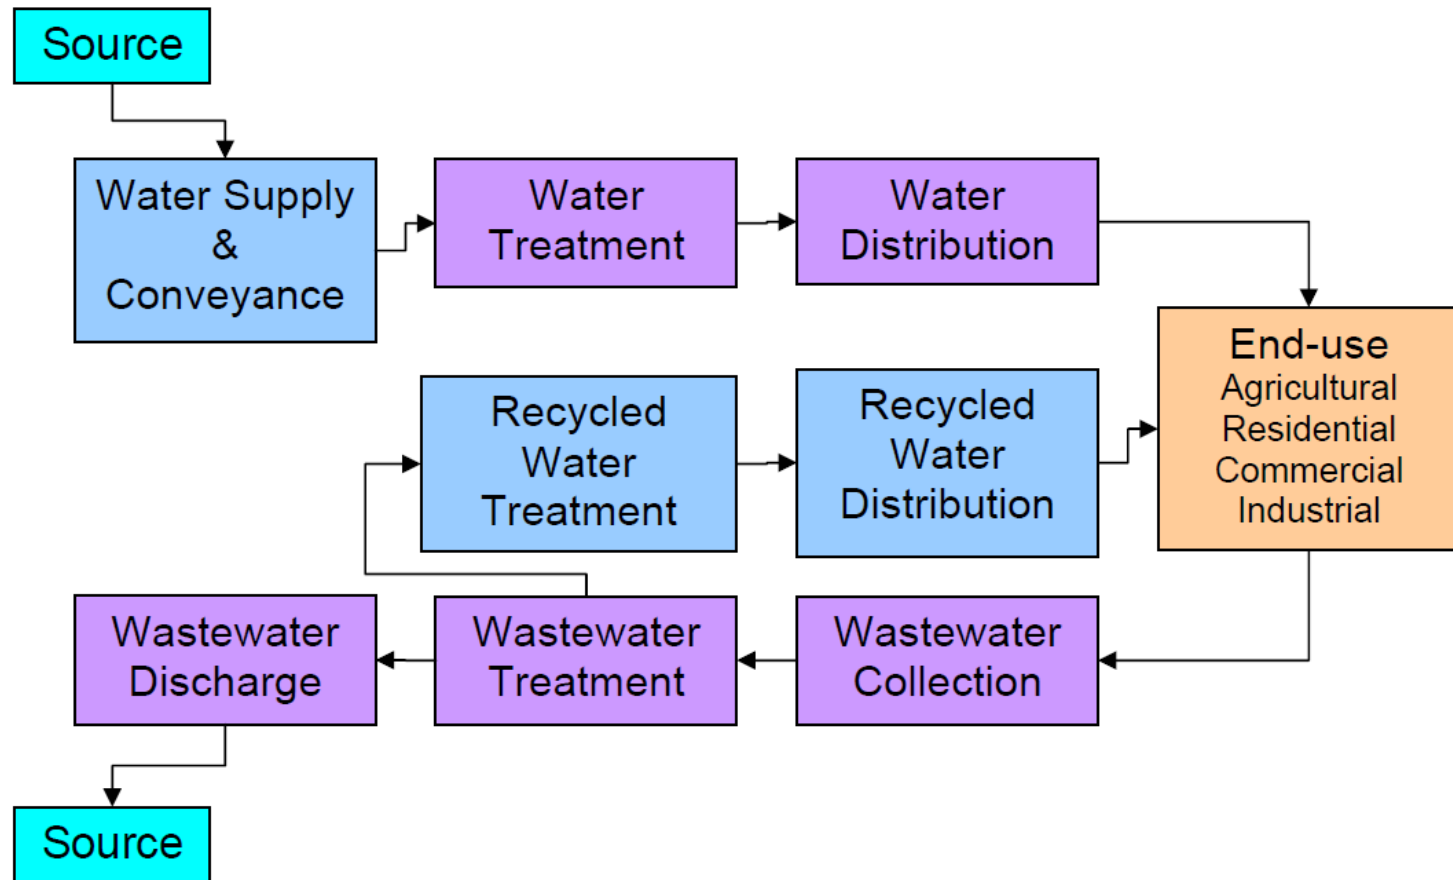 Source
Water Supply
&
Conveyance
Water
Treatment
Water
Distribution
End-use
Agricultural
Residential
Commercial
Industrial
Recycled
Water
Treatment
Recycled
Water
Distribution
Wastewater
Discharge
Wastewater
Treatment
Wastewater
Collection
Source